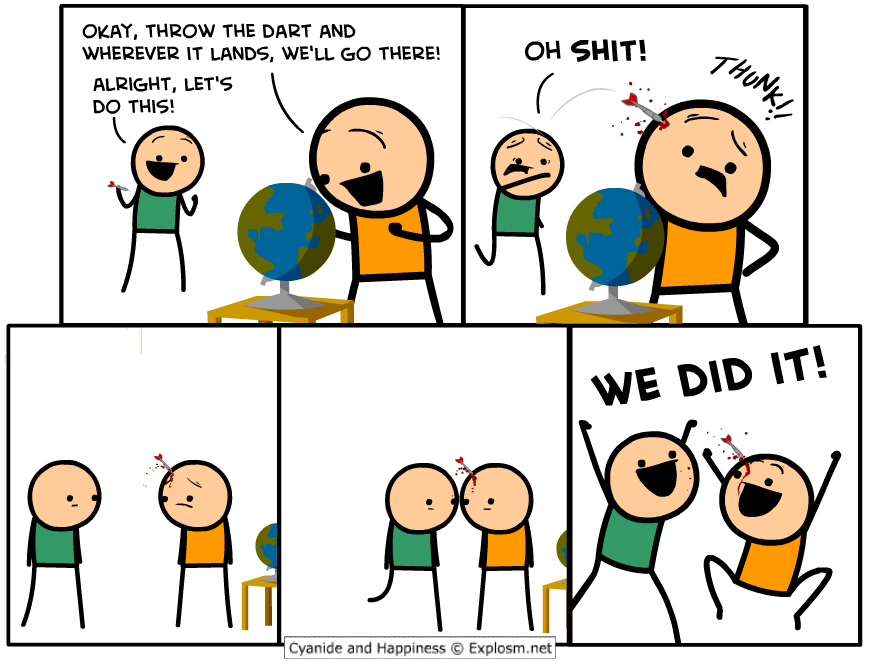 OKAY, THROW THE DART AND
WHEREVER IT LANDS, WE'LL GO THERE!
ALRIGHT, LET'S
DO THIS!
OH SHIT!
THUNK!!
WE DID IT!
Cyanide and Happiness © Explosm.net